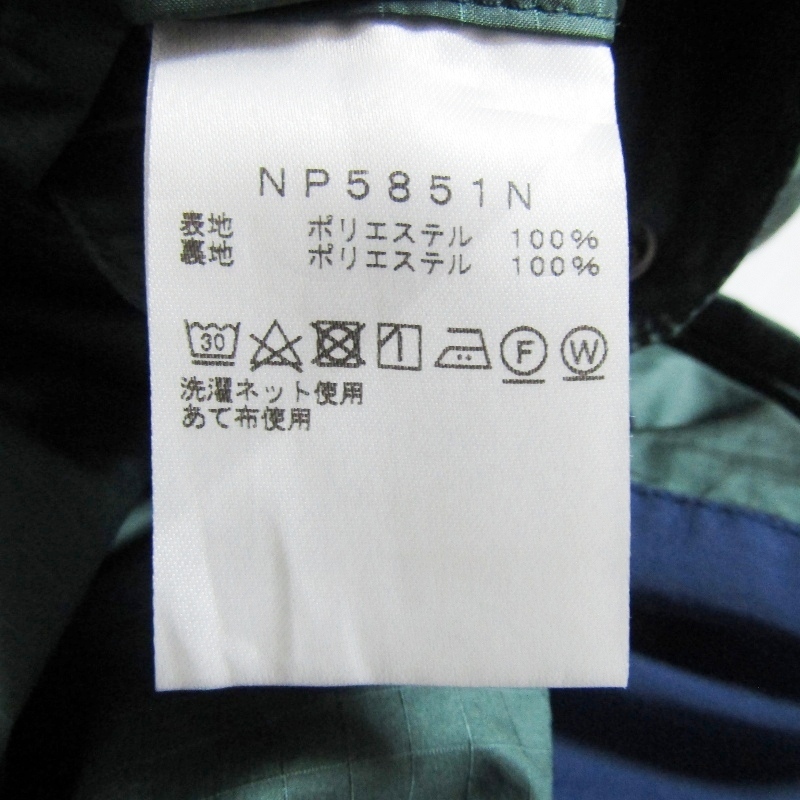 NP5851N
表地 ポリエステル 100%
裏地 ポリエステル 100%
30 F W
洗濯ネット使用
あて布使用